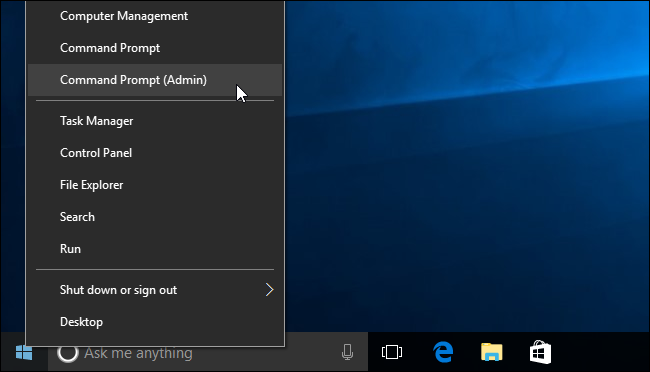 Computer Management
Command Prompt
Command Prompt (Admin)
Task Manager
Control Panel
File Explorer
Search
Run
Shut down or sign out
Desktop
Ask me anything